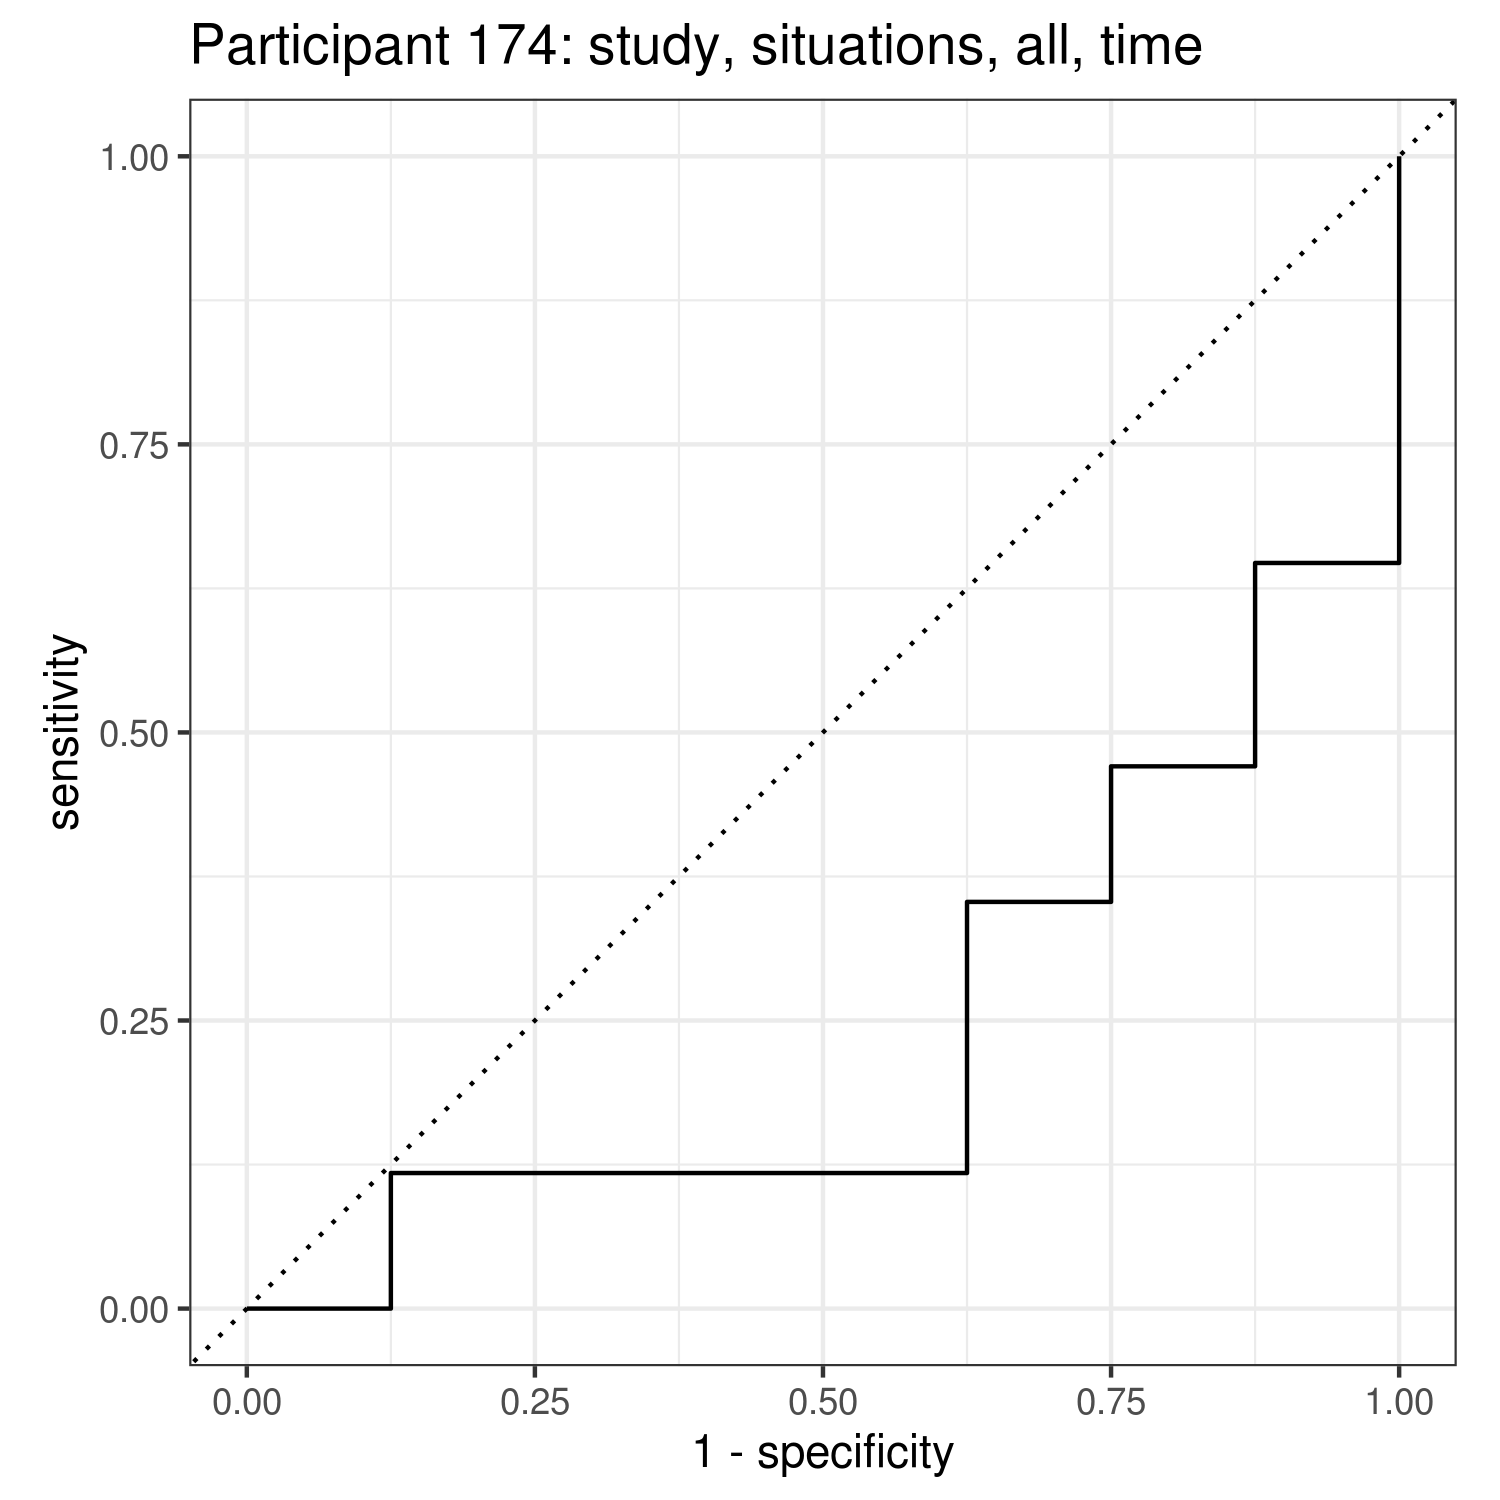 Participant 174: study, situations, all, time
1.00
0.75
0.50
0.25
0.00
sensitivity
0.00 0.25 0.50 0.75 1.00
1 - specificity